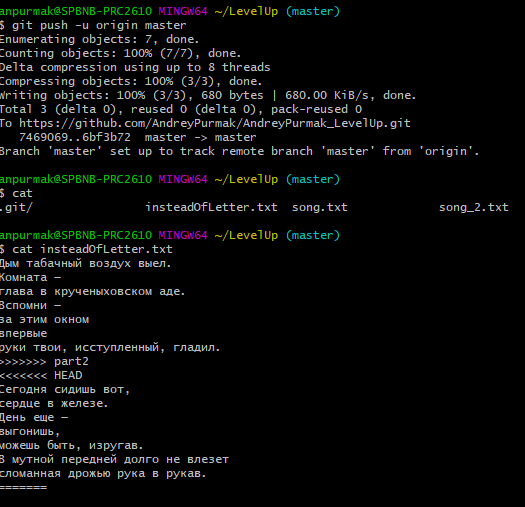 anpurmak@SPBNB-PRC2610 MINGW64 ~/LevelUp (master)
$ git push -u origin master
Enumerating objects: 7, done.
Counting objects: 100% (7/7), done.
Delta compression using up to 8 threads
Compressing objects: 100% (3/3), done.
Writing objects: 100% (3/3), 680 bytes | 680.00 KiB/s, done.
Total 3 (delta 0), reused 0 (delta 0), pack-reused 0
To https://github.com/AndreyPurmak/AndreyPurmak_LevelUp.git
7469069..6bf3b72 master -> master
Branch 'master' set up to track remote branch 'master' from 'origin'.
anpurmak@SPBNB-PRC2610 MINGW64 ~/LevelUp (master)
$ cat
.git/ insteadOfLetter.txt song.txt song_2.txt
anpurmak@SPBNB-PRC2610 MINGW64 ~/LevelUp (master)
$ cat insteadOfLetter.txt
Дым табачный воздух выел.
Комната —
глава в крученыховском аде.
Вспомни —
за этим окном
впервые
руки твои, исступленный, гладил.
>>>>>>> part2
<<<<<<< HEAD
Сегодня сидишь вот,
сердце в железе.
День еще —
выгонишь,
можешь быть, изругав.
В мутной передней долго не влезет
сломанная дрожью рука в рукав.
=======